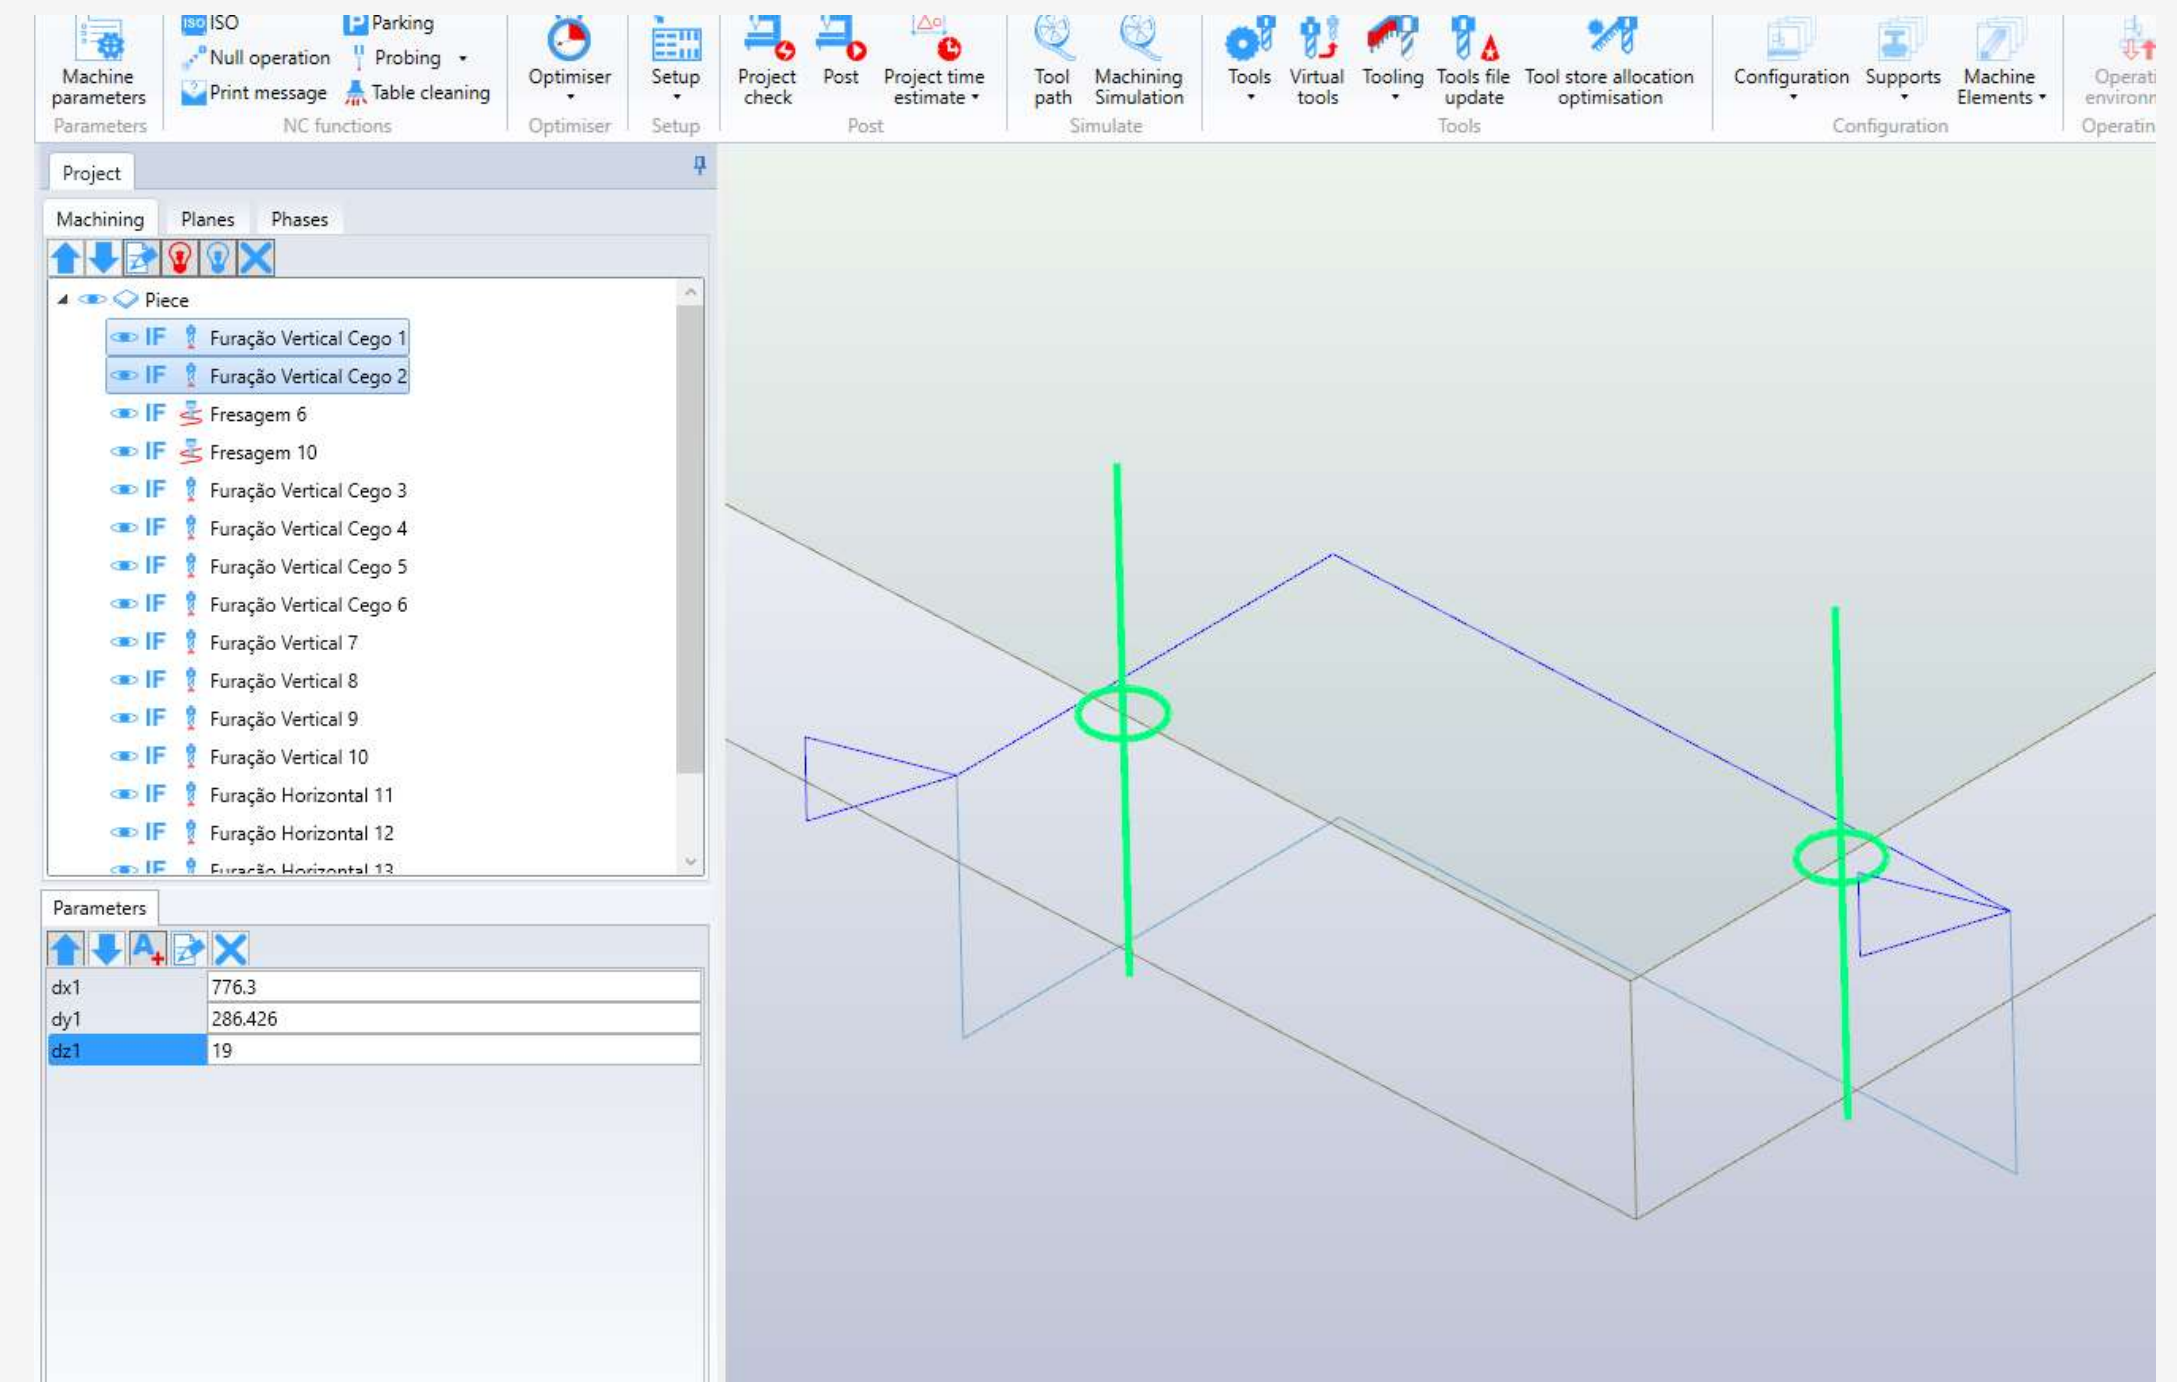 ISO ISO
Parking
Null operation
Probing
Print message
Table cleaning
Machine
parameters
Optimiser
Setup
Project
check
Post
Project time
estimate
Tool
path
Machining
Simulation
Tools
Virtual
tools
Tooling
Tools file
update
Tool store allocation
optimisation
Configuration
Supports
Machine
Elements
Parameters
NC functions
Optimiser
Setup
Post
Simulate
Tools
Configuration
Project
Machining Planes Phases
Piece
IF Furação Vertical Cego 1
IF Furação Vertical Cego 2
IF Fresagem 6
IF Fresagem 10
IF Furação Vertical Cego 3
IF Furação Vertical Cego 4
IF Furação Vertical Cego 5
IF Furação Vertical Cego 6
IF Furação Vertical 7
IF Furação Vertical 8
IF Furação Vertical 9
IF Furação Vertical 10
IF Furação Horizontal 11
IF Furação Horizontal 12
IF Furação Horizontal 13
Parameters
dx1 776.3
dy1 286.426
dz1 19